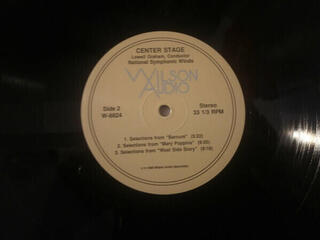 CENTER STAGE
Lowell Graham, Conductor
National Symphonic Winds
WILSON
AUDIO
Side 2
W-8824
Stereo
33 1/3 RPM
1. Selections from "Barnum"
2. Selections from "Mary Poppins"
3. Selections from "West Side Story"